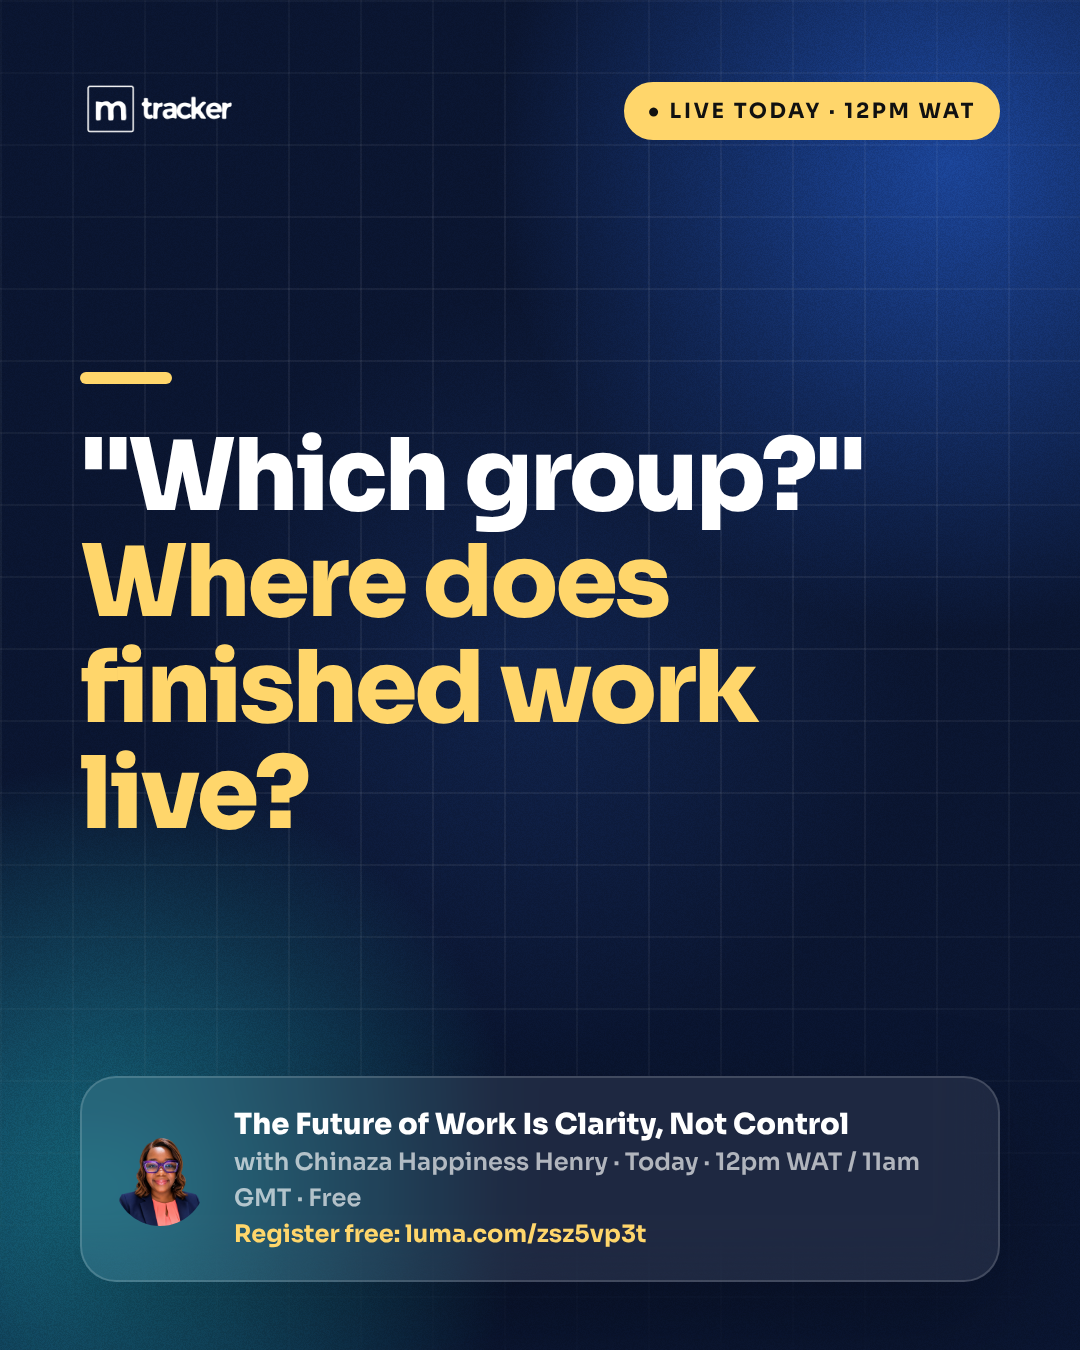 m tracker
• LIVE TODAY · 12PM WAT
"Which group?"
Where does
finished work
live?
The Future of Work Is Clarity, Not Control
with Chinaza Happiness Henry · Today · 12pm WAT / 11am
GMT · Free
Register free: luma.com/zsz5vp3t